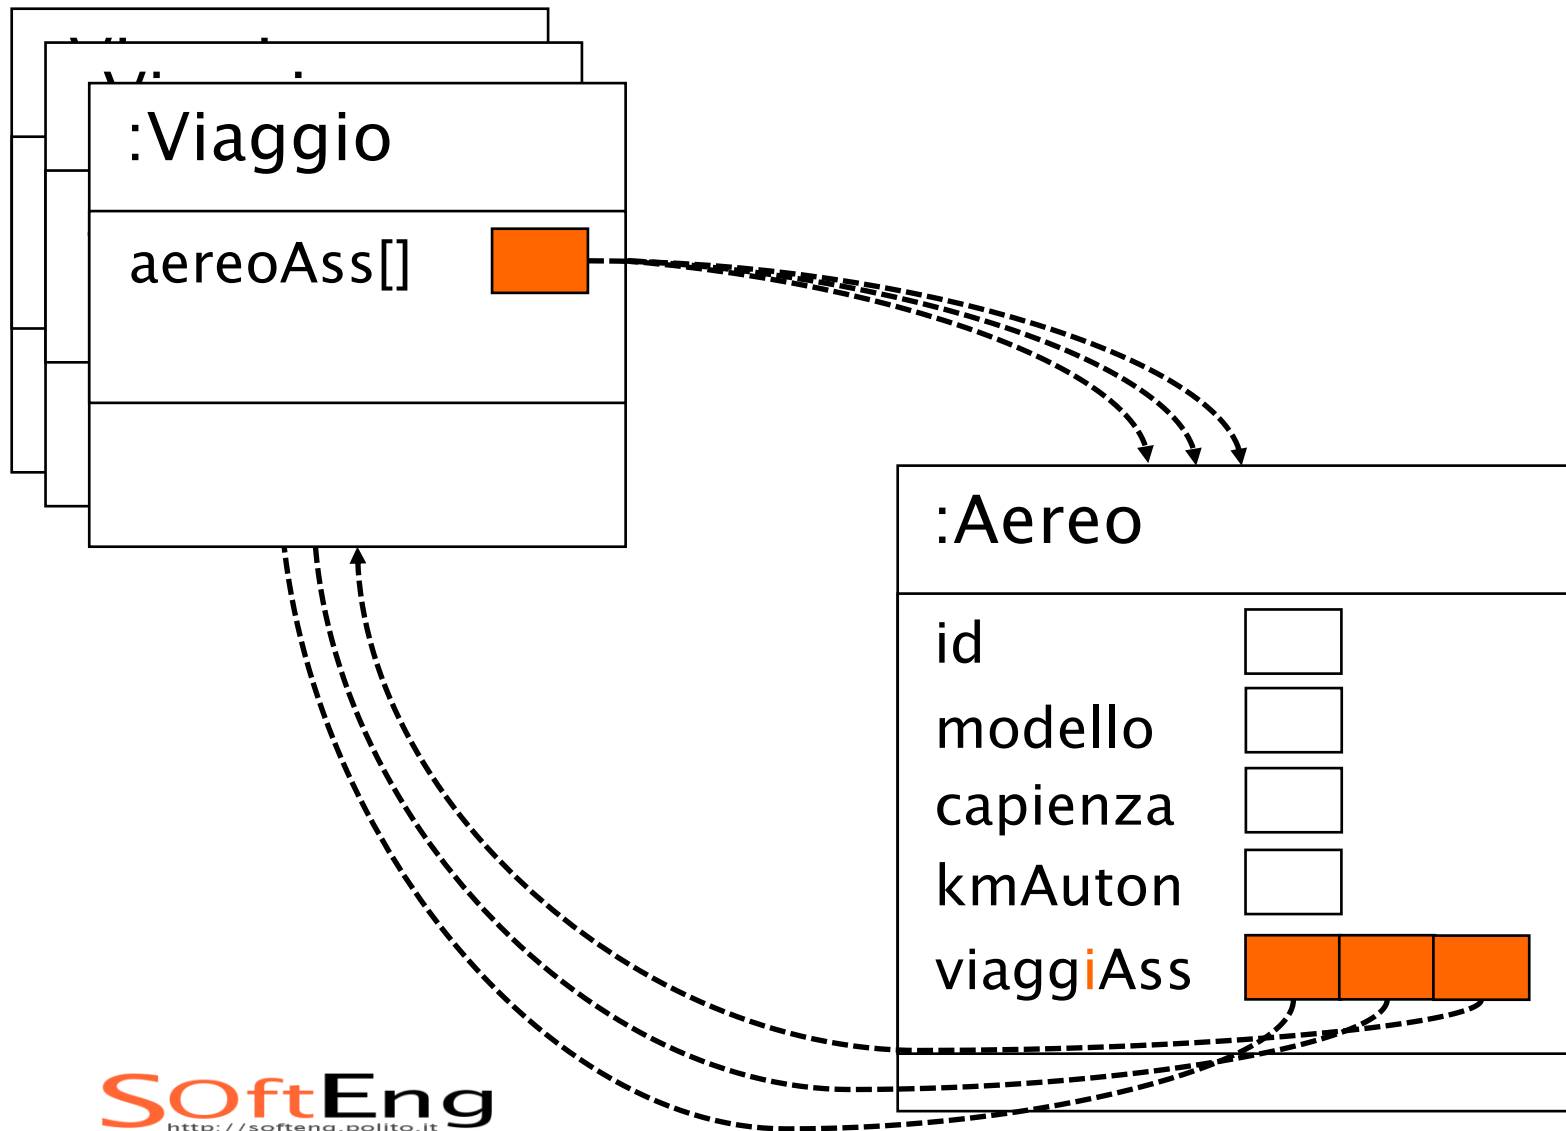 :Viaggio
aereoAss[]
:Aereo
id
modello
capienza
kmAuton
viaggiAss
SOftEng
http://softeng.polito.it